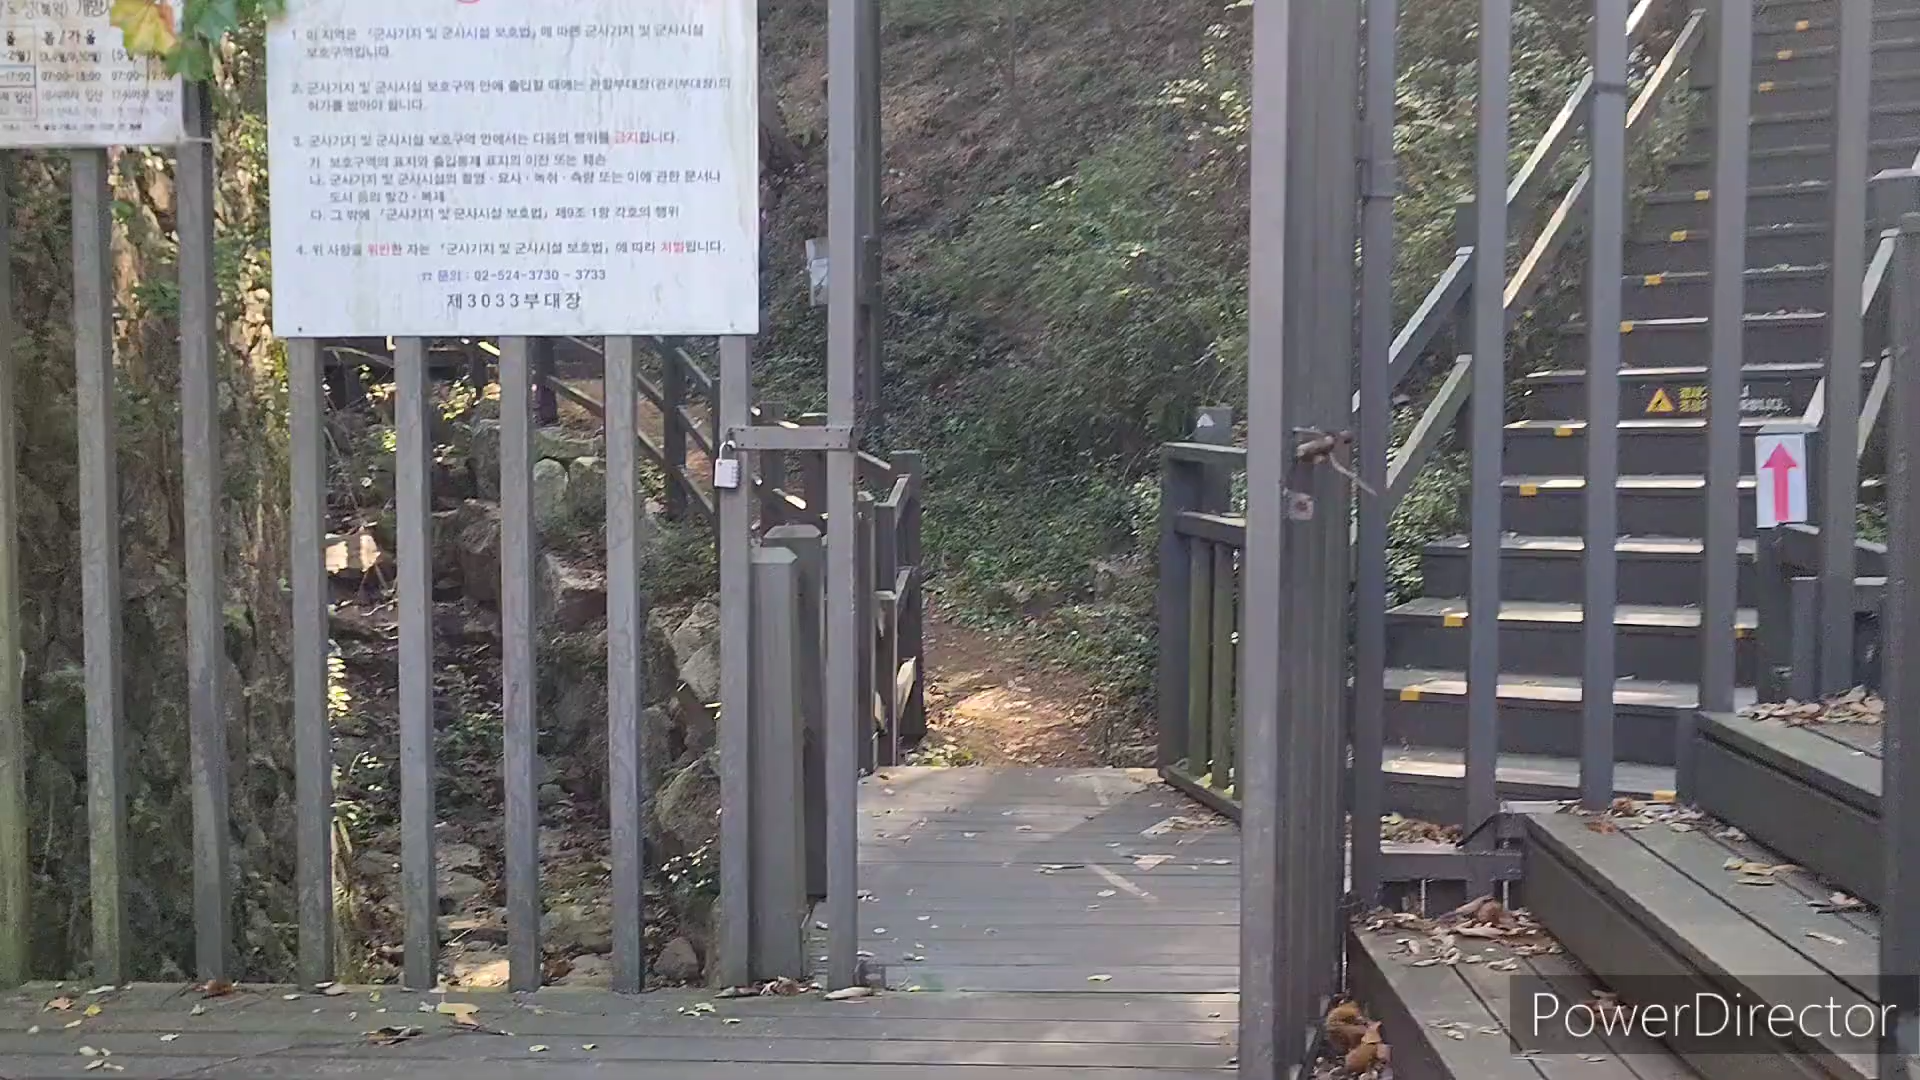 봄/가을
07:00~18:00 07:00~19:00
1. 이 지역은 「군사기지 및 군사시설 보호법」에 따른 군사기지 및 군사시설
보호구역입니다.
2. 군사기지 및 군사시설 보호구역 안에 출입할 때에는 관할부대장(관리부대장)의
허가를 받아야 됩니다.
3. 군사기지 및 군사시설 보호구역 안에서는 다음의 행위를 금지합니다.
가. 보호구역의 표지와 출입통제 표지의 이전 또는 훼손
나. 군사기지 및 군사시설의 촬영·묘사·녹취·측량 또는 이에 관한 문서나
도서 등의 발간·복제
다. 그 밖에 「군사기지 및 군사시설 보호법」 제9조 1항 각호의 행위
4. 위 사항을 위반한 자는 「군사기지 및 군사시설 보호법」에 따라 처벌됩니다.
☎ 문의 : 02-524-3730 ~ 3733
제3033부대장
PowerDirector